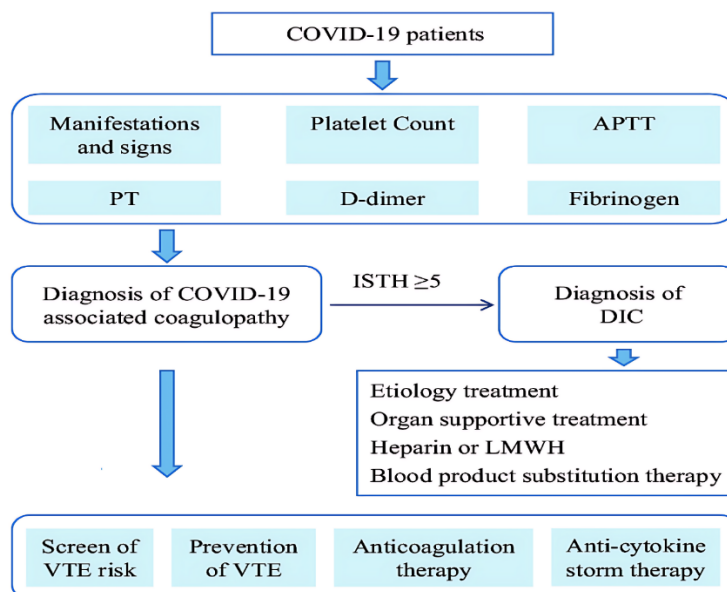 COVID-19 patients
Manifestations
and signs
Platelet Count
APTT
PT
D-dimer
Fibrinogen
Diagnosis of COVID-19
associated coagulopathy
ISTH ≥5
Diagnosis of
DIC
Etiology treatment
Organ supportive treatment
Heparin or LMWH
Blood product substitution therapy
Screen of
VTE risk
Prevention
of VTE
Anticoagulation
therapy
Anti-cytokine
storm therapy